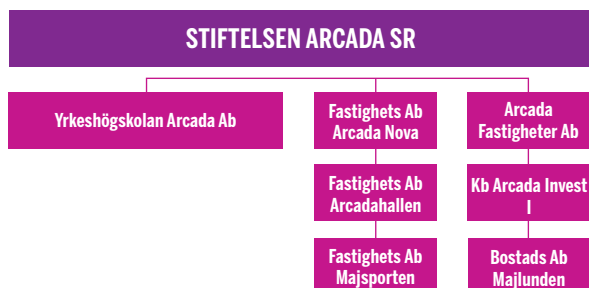 STIFTELSEN ARCADA SR
Yrkeshögskolan Arcada Ab
Fastighets Ab
Arcada Nova
Arcada
Fastigheter Ab
Fastighets Ab
Arcadahallen
Kb Arcada Invest
I
Fastighets Ab
Majsporten
Bostads Ab
Majlunden